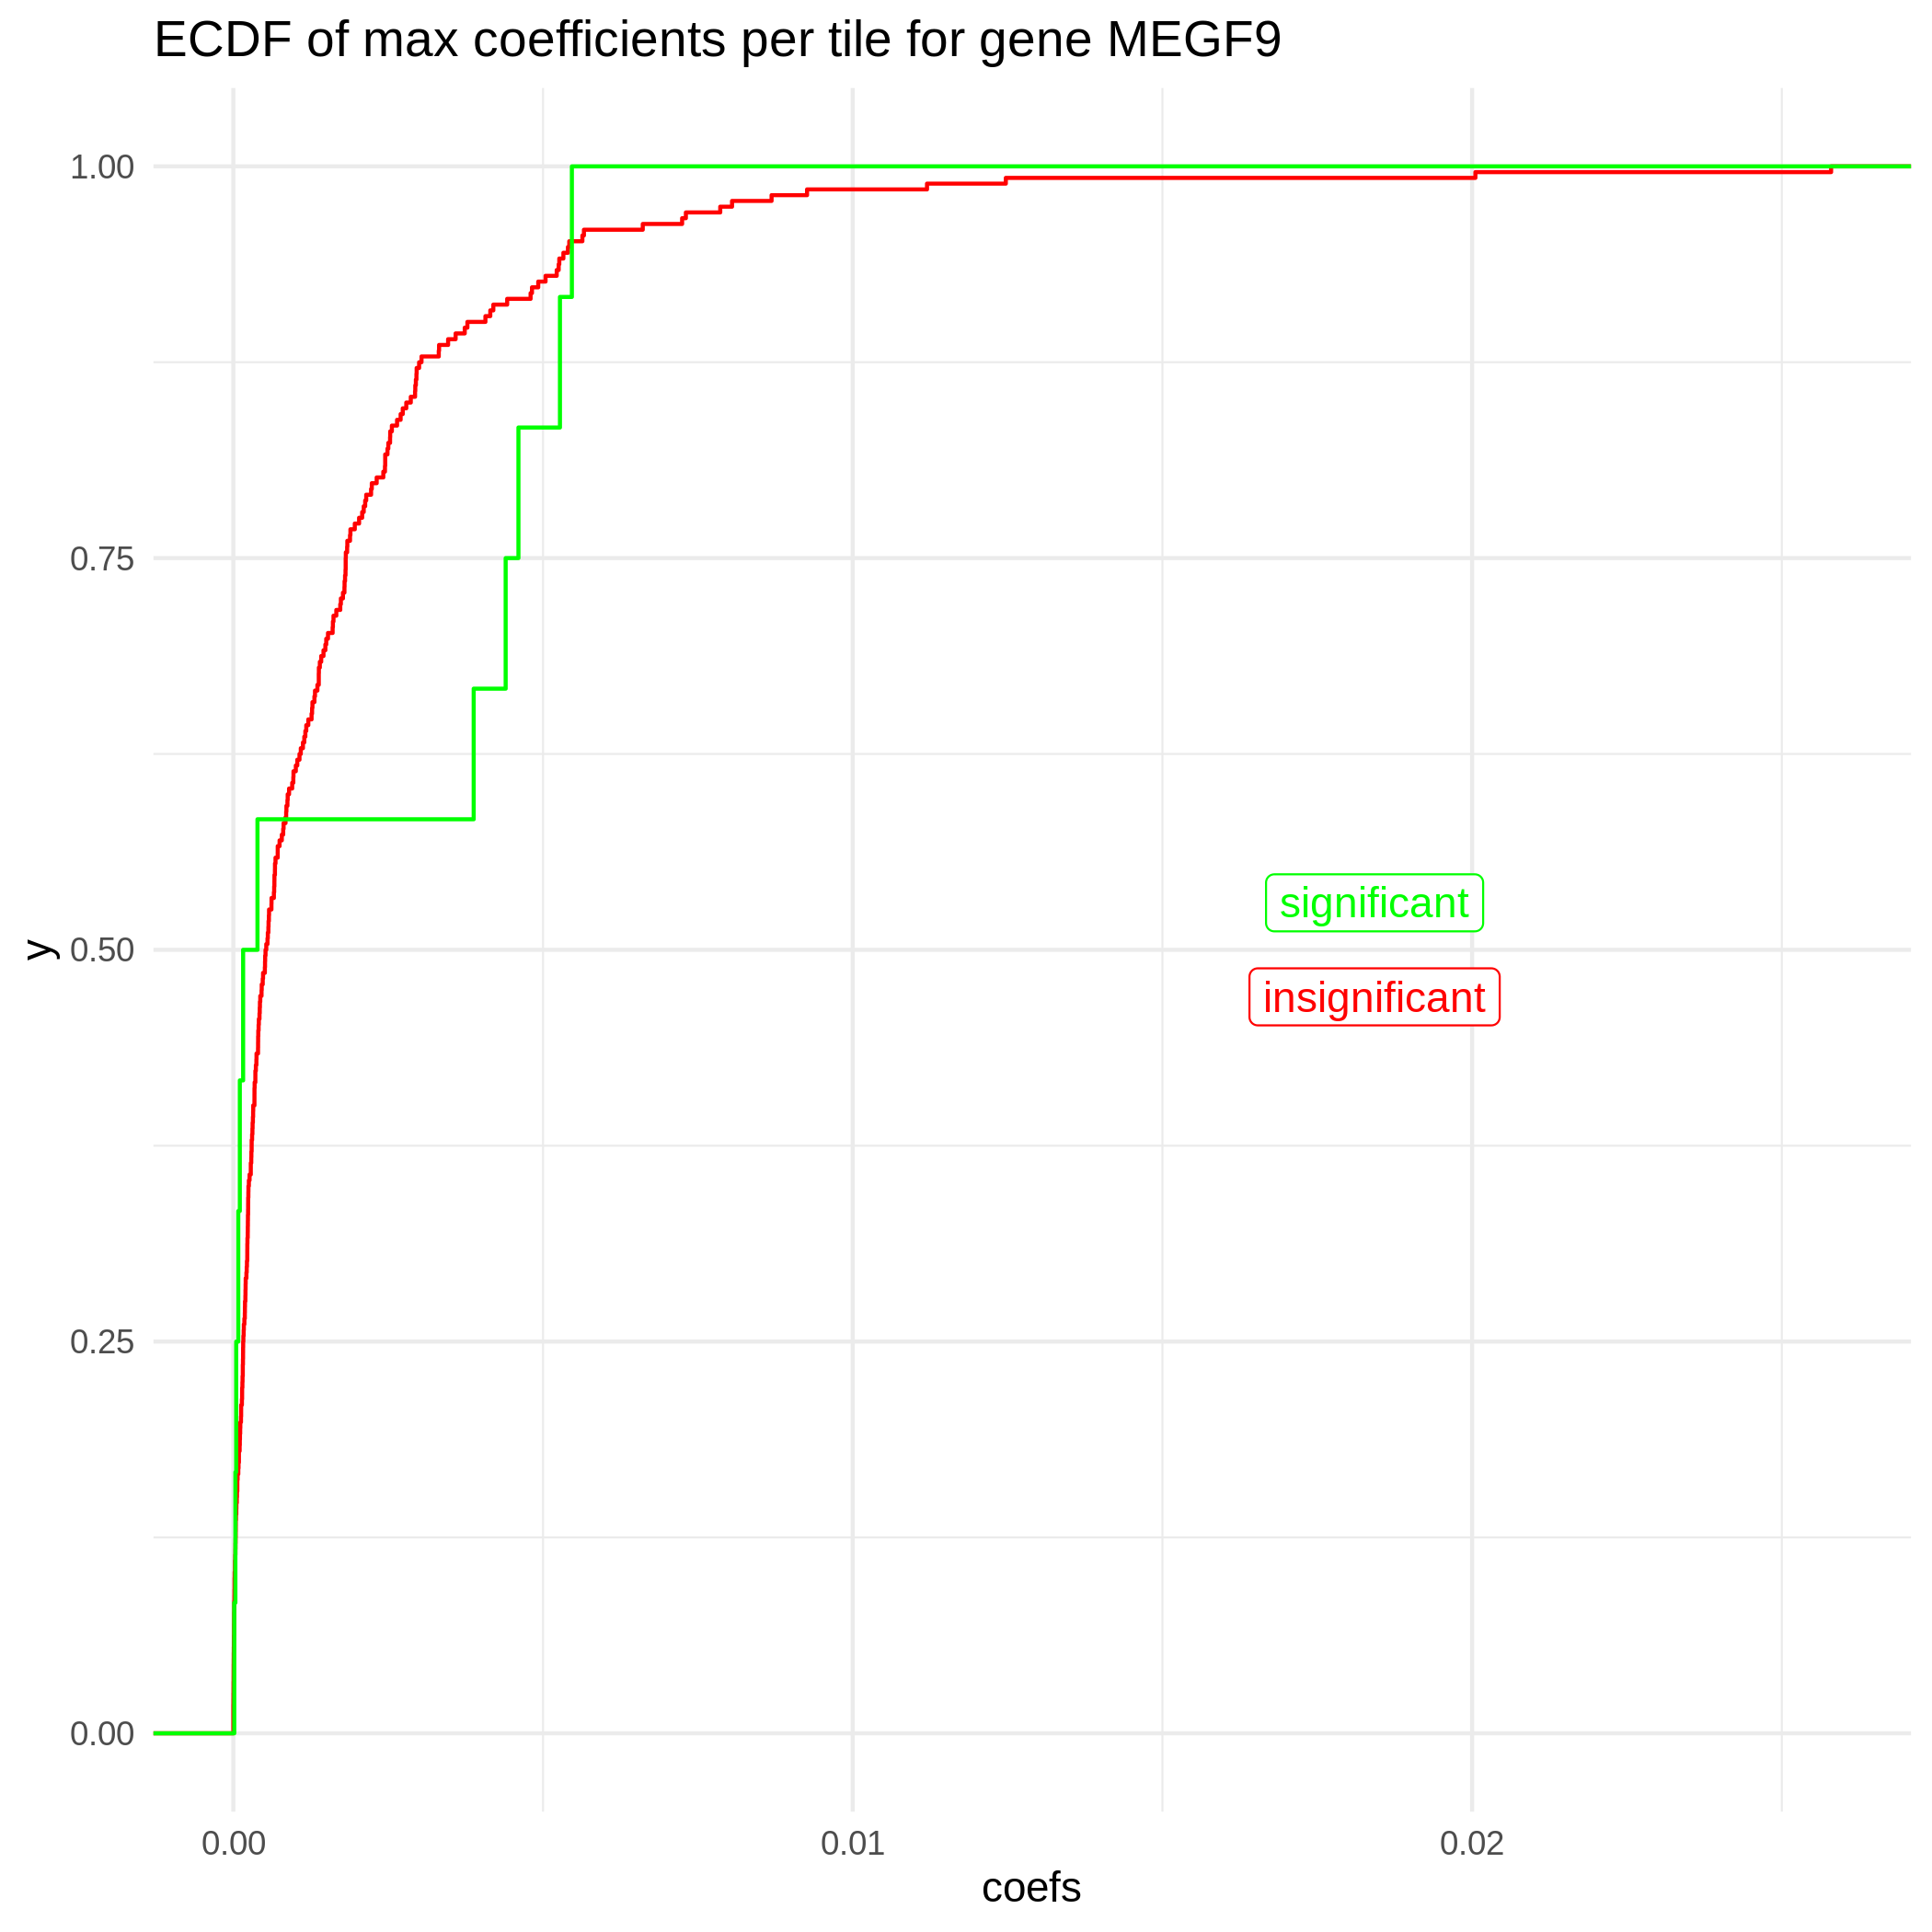 ECDF of max coefficients per tile for gene MEGF9
1.00
0.75
0.50
0.25
0.00
y
significant
insignificant
0.00 0.01 0.02
coefs